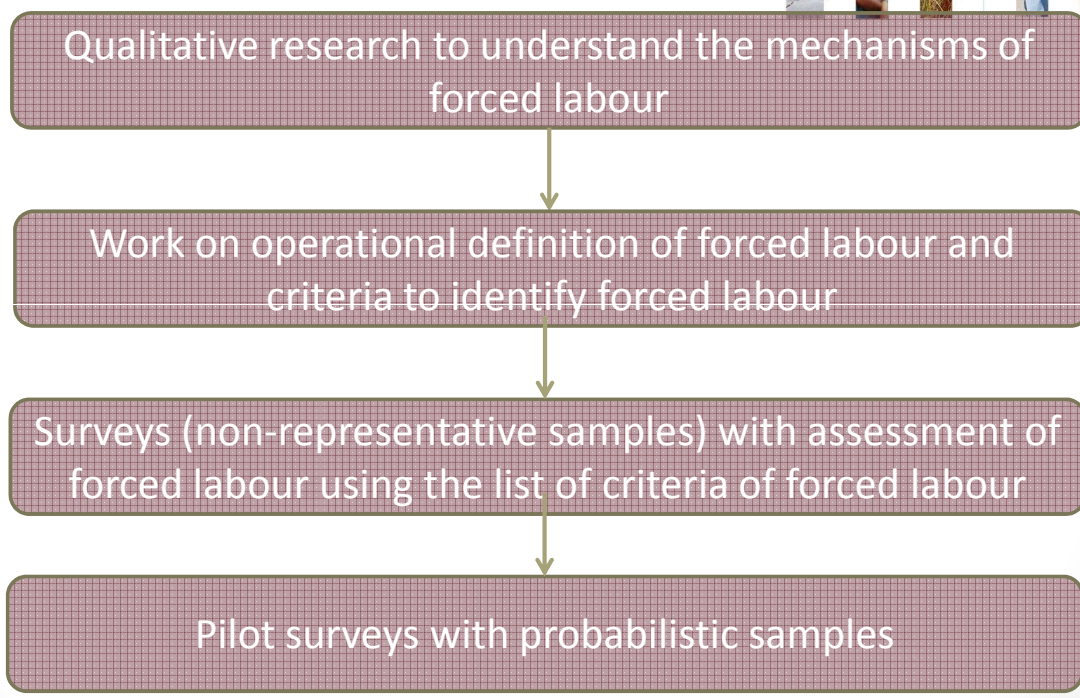 Qualitative research to understand the mechanisms of
forced labour
Work on operational definition of forced labour and
criteria to identify forced labour
Surveys (non-representative samples) with assessment of
forced labour using the list of criteria of forced labour
Pilot surveys with probabilistic samples